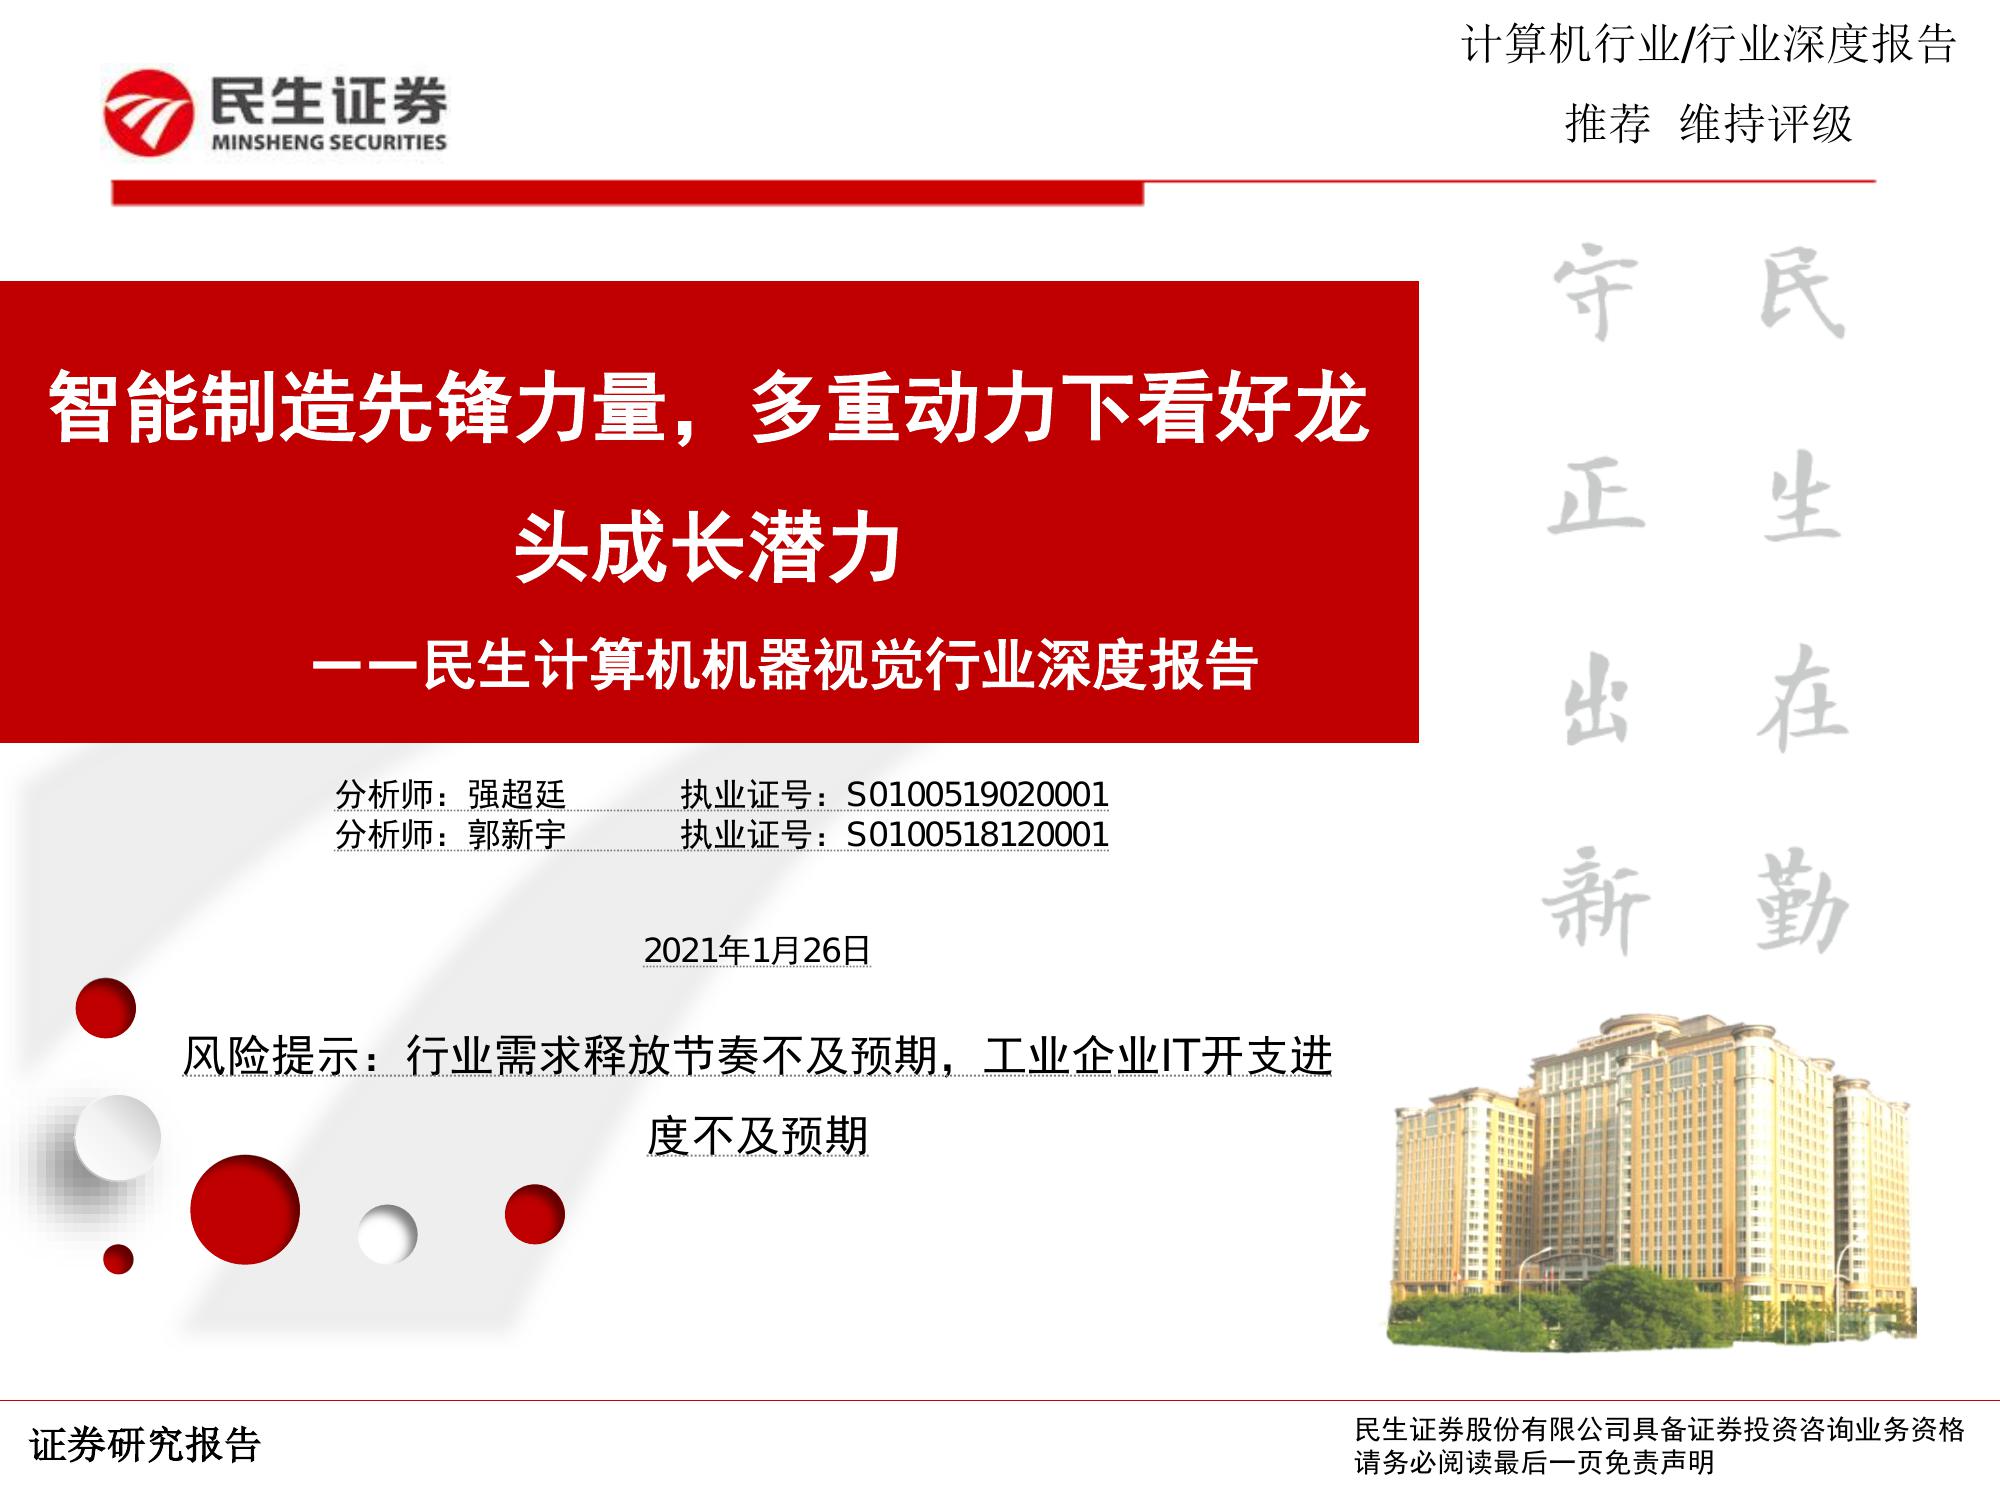 计算机行业/行业深度报告
推荐 维持评级
民生证券
MINSHENG SECURITIES
智能制造先锋力量，多重动力下看好龙
头成长潜力
——民生计算机机器视觉行业深度报告
民生在勤
守正出新
分析师：强超廷 执业证号：S0100519020001
分析师：郭新宇 执业证号：S0100518120001
2021年1月26日
风险提示：行业需求释放节奏不及预期，工业企业IT开支进
度不及预期
证券研究报告
民生证券股份有限公司具备证券投资咨询业务资格
请务必阅读最后一页免责声明